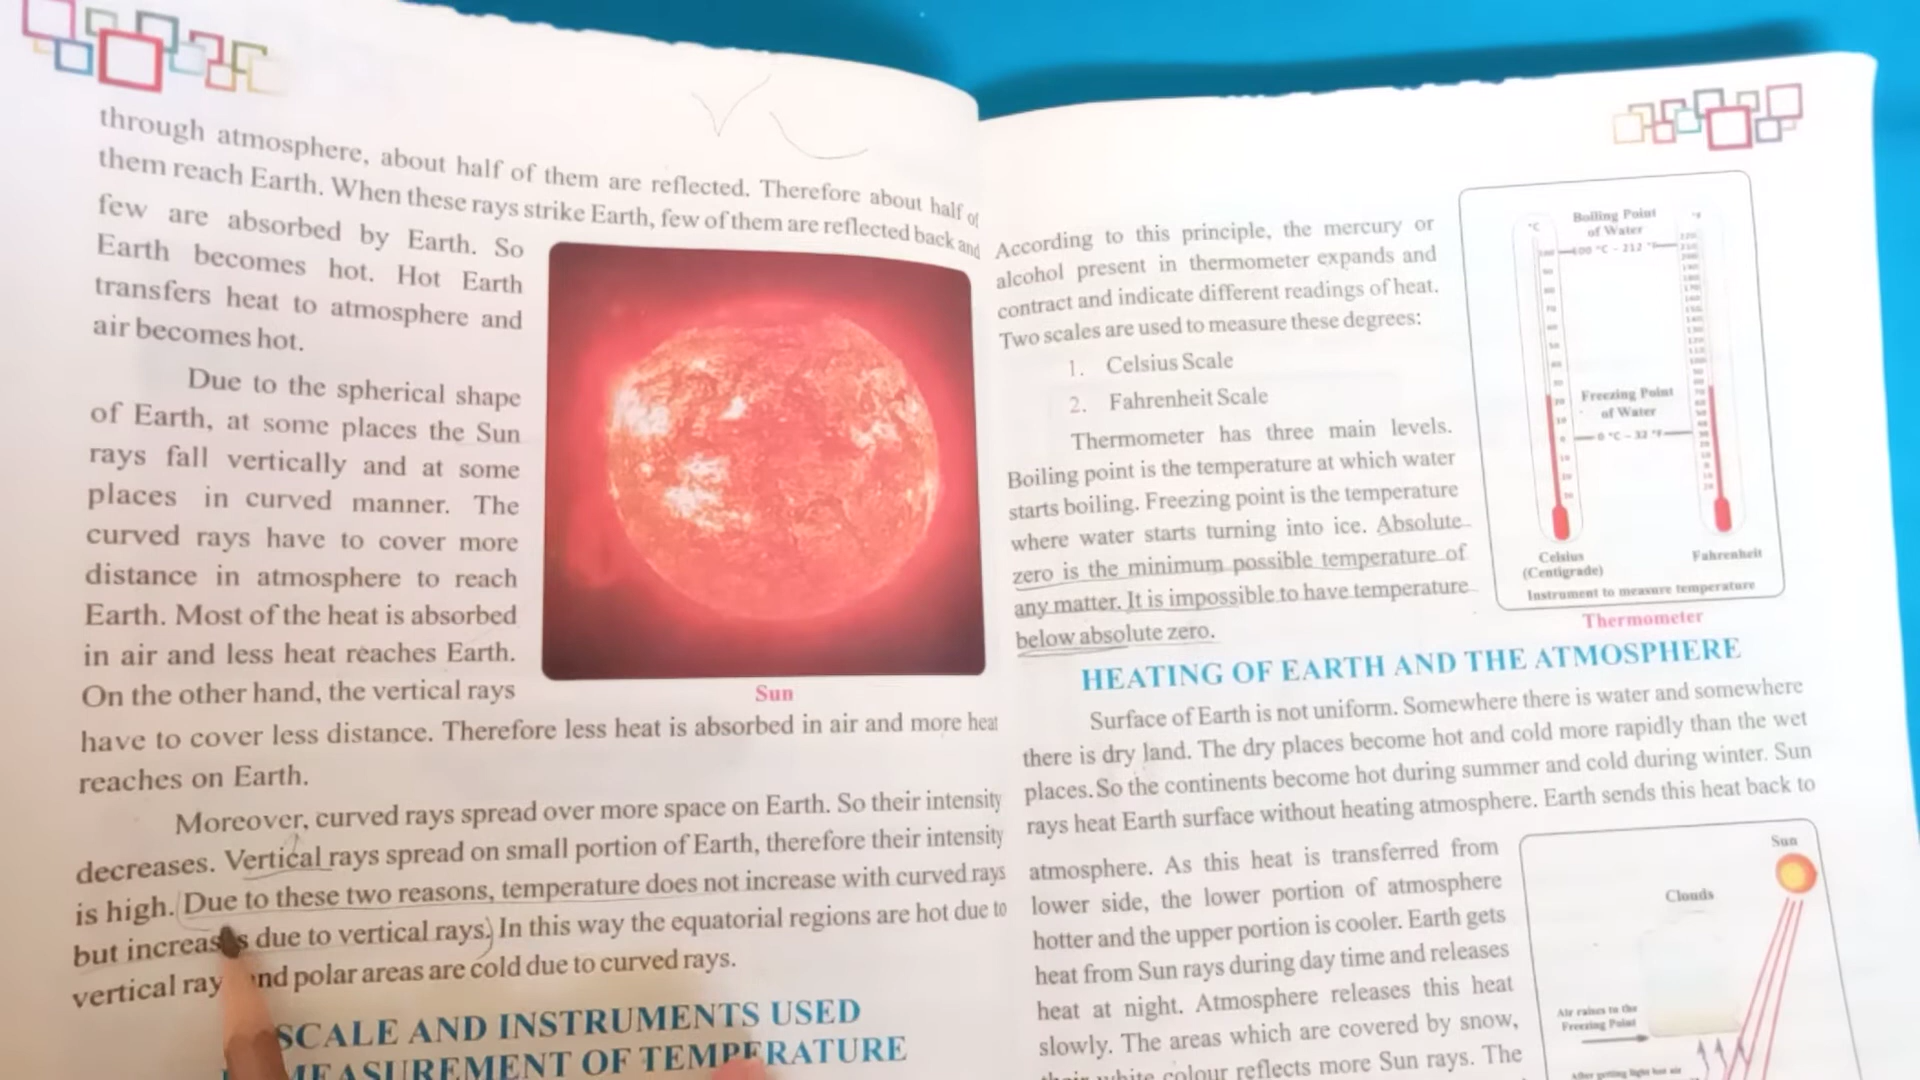 through atmosphere, about half of them are reflected. Therefore about half of
them reach Earth. When these rays strike Earth, few of them are reflected back and
few are absorbed by Earth. So
Earth becomes hot. Hot Earth
transfers heat to atmosphere and
air becomes hot.
Due to the spherical shape
of Earth, at some places the Sun
rays fall vertically and at some
places in curved manner. The
curved rays have to cover more
distance in atmosphere to reach
Earth. Most of the heat is absorbed
in air and less heat reaches Earth.
On the other hand, the vertical rays
Sun
have to cover less distance. Therefore less heat is absorbed in air and more heat
reaches on Earth.
Moreover, curved rays spread over more space on Earth. So their intensity
decreases. Vertical rays spread on small portion of Earth, therefore their intensity
is high. Due to these two reasons, temperature does not increase with curved rays
but increases due to vertical rays. In this way the equatorial regions are hot due to
vertical ray and polar areas are cold due to curved rays.
SCALE AND INSTRUMENTS USED
MEASUREMENT OF TEMPERATURE
According to this principle, the mercury or
alcohol present in thermometer expands and
contract and indicate different readings of heat.
Two scales are used to measure these degrees:
1. Celsius Scale
2. Fahrenheit Scale
Thermometer has three main levels.
Boiling point is the temperature at which water
starts boiling. Freezing point is the temperature
where water starts turning into ice. Absolute
zero is the minimum possible temperature of
any matter. It is impossible to have temperature
below absolute zero.
Boiling Point
of Water
°C
°F
100 °C - 212 °F
Freezing Point
of Water
0 °C - 32 °F
Celsius
(Centigrade)
Fahrenheit
Instrument to measure temperature
Thermometer
HEATING OF EARTH AND THE ATMOSPHERE
Surface of Earth is not uniform. Somewhere there is water and somewhere
there is dry land. The dry places become hot and cold more rapidly than the wet
places. So the continents become hot during summer and cold during winter. Sun
rays heat Earth surface without heating atmosphere. Earth sends this heat back to
atmosphere. As this heat is transferred from
lower side, the lower portion of atmosphere
hotter and the upper portion is cooler. Earth gets
heat from Sun rays during day time and releases
heat at night. Atmosphere releases this heat
slowly. The areas which are covered by snow,
their white colour reflects more Sun rays. The
Sun
Clouds
Air raises to the
Freezing Point
After getting light hot air